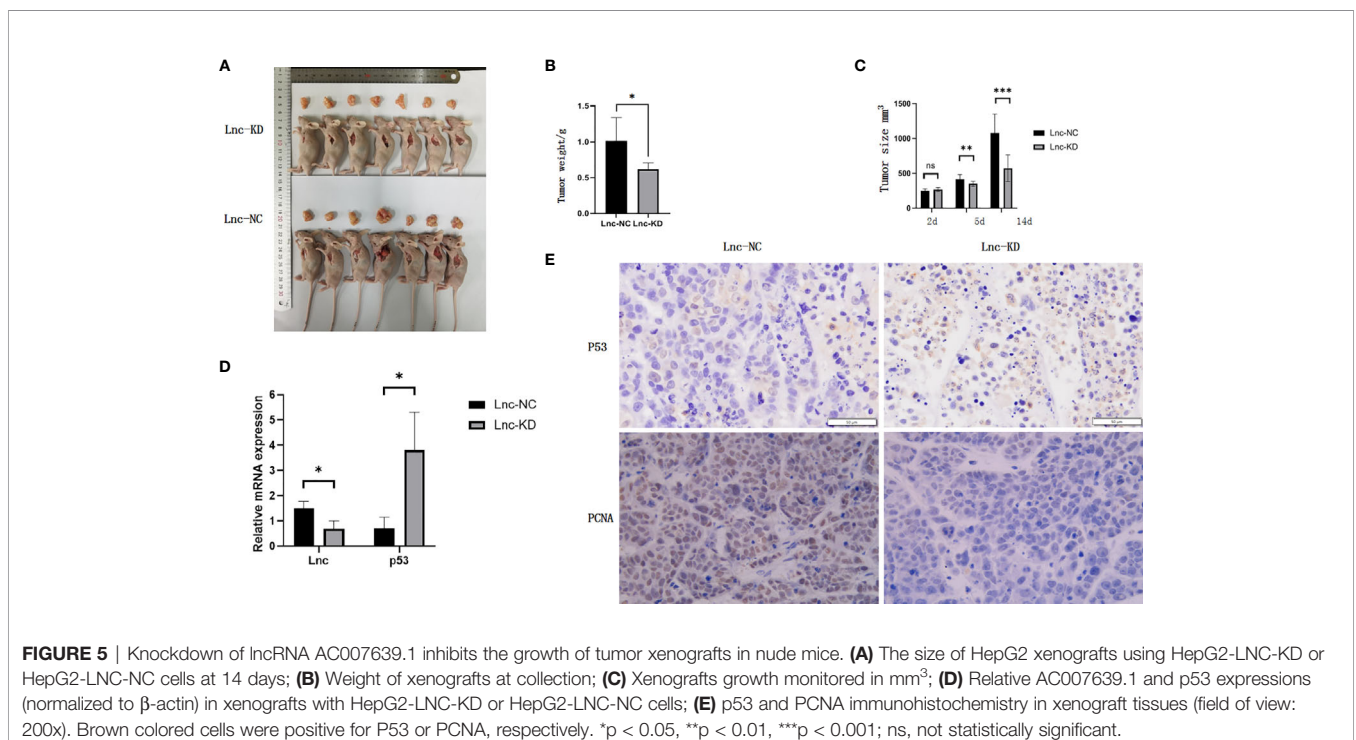 A
Lnc-KD
Lnc-NC
B
*
Tumor weight/g
1.5
1.0
0.5
0.0
Lnc-NC Lnc-KD
C
Tumor size mm³
1500
1000
500
0
ns
**
***
2d 5d 14d
Lnc-NC
Lnc-KD
D
Relative mRNA expression
6
5
4
3
2
1
0
*
*
Lnc p53
Lnc-NC
Lnc-KD
E
Lnc-NC Lnc-KD
P53
50 μm
50 μm
PCNA
FIGURE 5 | Knockdown of lncRNA AC007639.1 inhibits the growth of tumor xenografts in nude mice. (A) The size of HepG2 xenografts using HepG2-LNC-KD or
HepG2-LNC-NC cells at 14 days; (B) Weight of xenografts at collection; (C) Xenografts growth monitored in mm³; (D) Relative AC007639.1 and p53 expressions
(normalized to β-actin) in xenografts with HepG2-LNC-KD or HepG2-LNC-NC cells; (E) p53 and PCNA immunohistochemistry in xenograft tissues (field of view:
200x). Brown colored cells were positive for P53 or PCNA, respectively. *p < 0.05, **p < 0.01, ***p < 0.001; ns, not statistically significant.